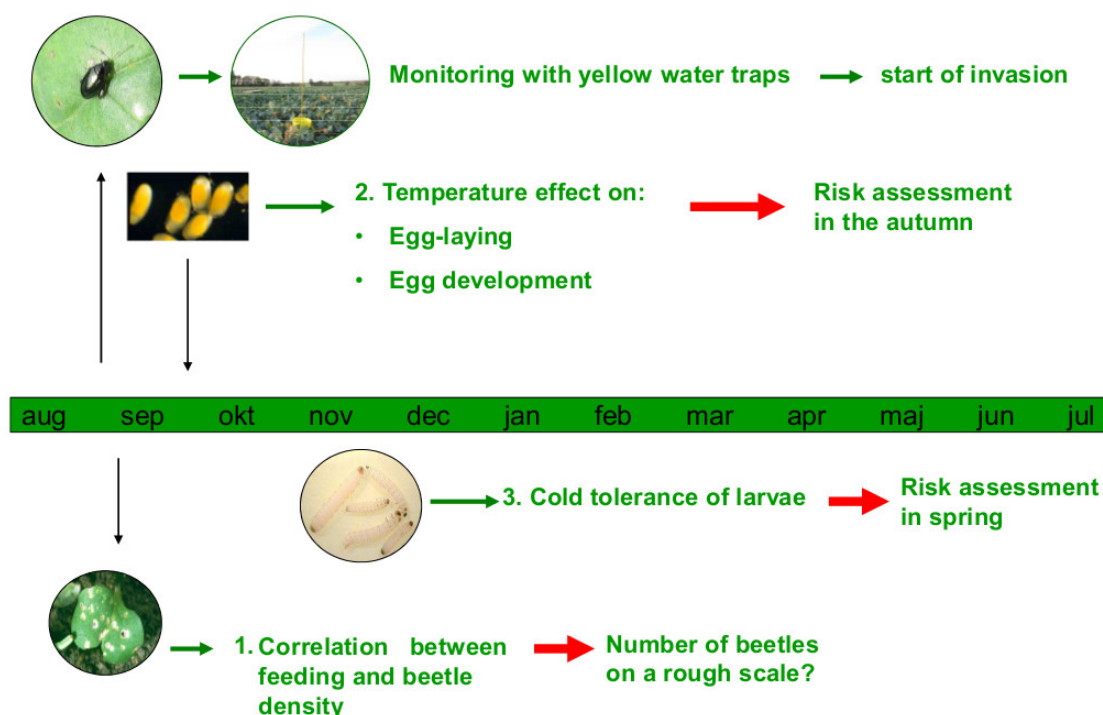 Monitoring with yellow water traps
start of invasion
2. Temperature effect on:
• Egg-laying
• Egg development
Risk assessment
in the autumn
aug sep okt nov dec jan feb mar apr maj jun jul
3. Cold tolerance of larvae
Risk assessment
in spring
1. Correlation between
feeding and beetle
density
Number of beetles
on a rough scale?